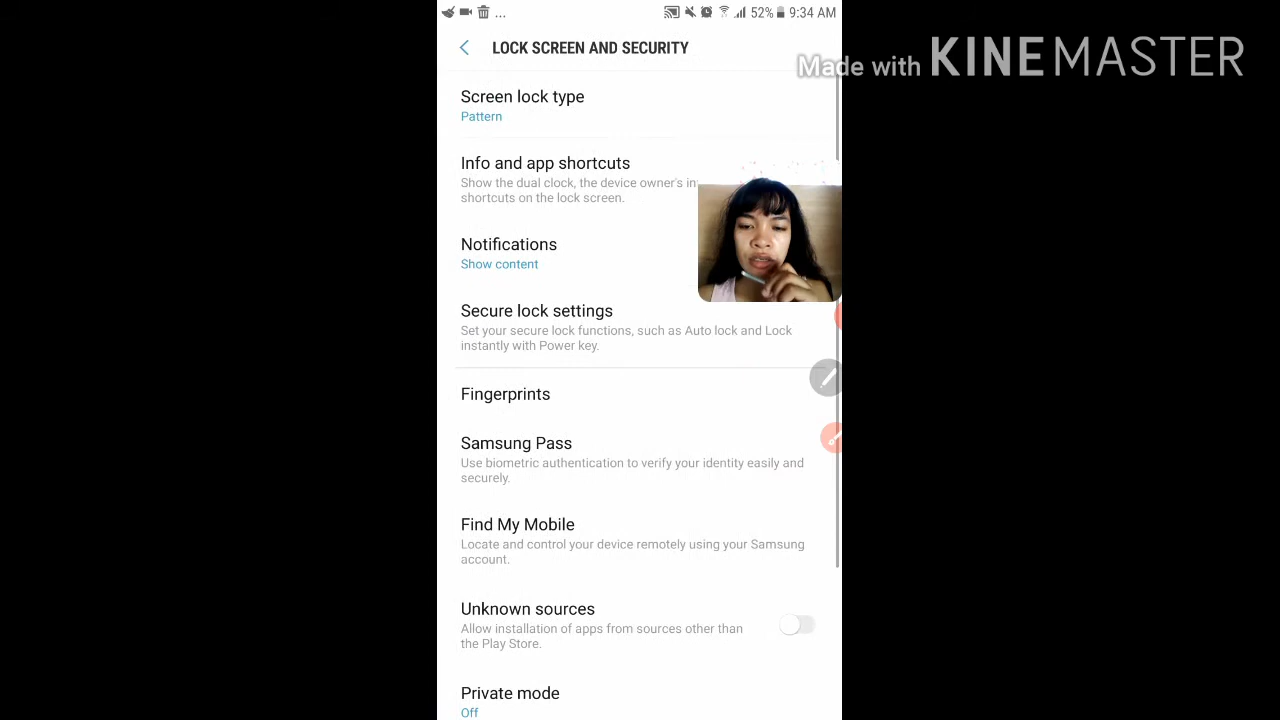 ...
52% 9:34 AM
LOCK SCREEN AND SECURITY
Made with KINEMASTER
Screen lock type
Pattern
Info and app shortcuts
Show the dual clock, the device owner's in
shortcuts on the lock screen.
Notifications
Show content
Secure lock settings
Set your secure lock functions, such as Auto lock and Lock
instantly with Power key.
Fingerprints
Samsung Pass
Use biometric authentication to verify your identity easily and
securely.
Find My Mobile
Locate and control your device remotely using your Samsung
account.
Unknown sources
Allow installation of apps from sources other than
the Play Store.
Private mode
Off